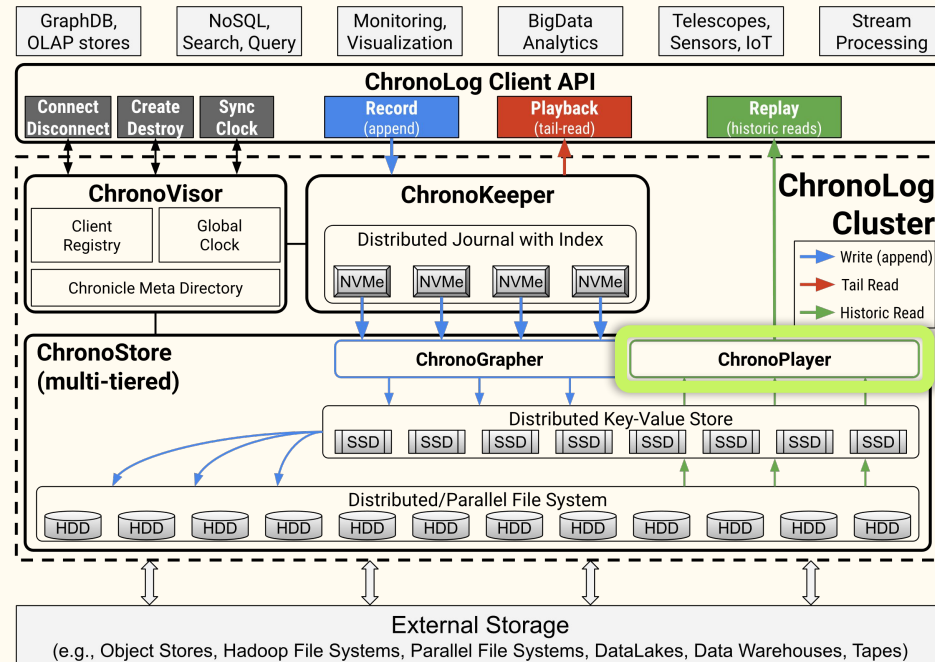 GraphDB,
OLAP stores
NoSQL,
Search, Query
Monitoring,
Visualization
BigData
Analytics
Telescopes,
Sensors, IoT
Stream
Processing
ChronoLog Client API
Connect
Disconnect
Create
Destroy
Sync
Clock
Record
(append)
Playback
(tail-read)
Replay
(historic reads)
ChronoLog
Cluster
ChronoVisor
Client
Registry
Global
Clock
Chronicle Meta Directory
ChronoKeeper
Distributed Journal with Index
NVMe
NVMe
NVMe
NVMe
Write (append)
Tail Read
Historic Read
ChronoStore
(multi-tiered)
ChronoGrapher
ChronoPlayer
Distributed Key-Value Store
SSD SSD SSD SSD SSD SSD SSD SSD
Distributed/Parallel File System
HDD HDD HDD HDD HDD HDD HDD HDD HDD HDD HDD HDD
External Storage
(e.g., Object Stores, Hadoop File Systems, Parallel File Systems, DataLakes, Data Warehouses, Tapes)